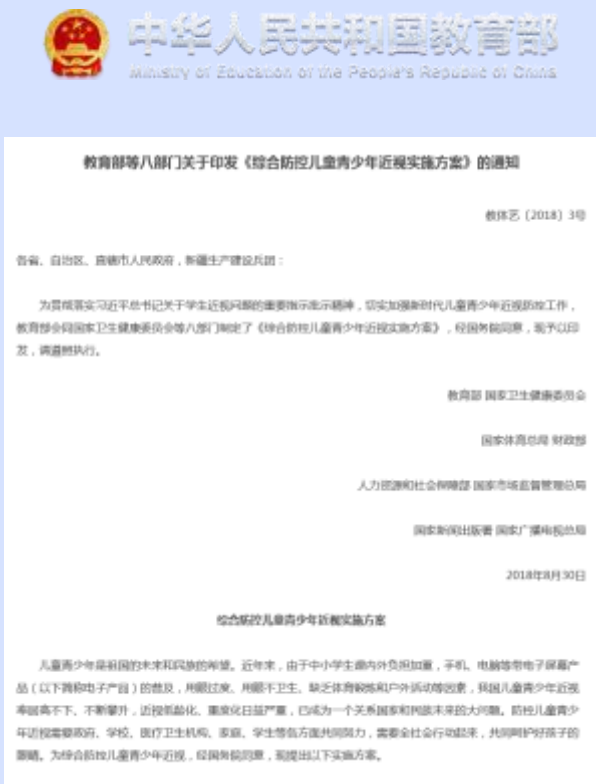 中华人民共和国教育部
Ministry of Education of the People's Republic of China
教育部等八部门关于印发《综合防控儿童青少年近视实施方案》的通知
教体艺〔2018〕3号
各省、自治区、直辖市人民政府，新疆生产建设兵团：
为贯彻落实习近平总书记关于学生近视问题的重要指示批示精神，切实加强新时代儿童青少年近视防控工作，
教育部会同国家卫生健康委员会等八部门制定了《综合防控儿童青少年近视实施方案》，经国务院同意，现予以印
发，请遵照执行。
教育部 国家卫生健康委员会
国家体育总局 财政部
人力资源和社会保障部 国家市场监督管理总局
国家新闻出版署 国家广播电视总局
2018年8月30日
综合防控儿童青少年近视实施方案
儿童青少年是祖国的未来和民族的希望。近年来，由于中小学生课内外负担加重，手机、电脑等带电子屏幕产
品（以下简称电子产品）的普及，用眼过度、用眼不卫生、缺乏体育锻炼和户外活动等因素，我国儿童青少年近视
率居高不下、不断攀升，近视低龄化、重度化日益严重，已成为一个关系国家和民族未来的大问题。防控儿童青少
年近视需要政府、学校、医疗卫生机构、家庭、学生等各方面共同努力，需要全社会行动起来，共同呵护好孩子的
眼睛。为综合防控儿童青少年近视，经国务院同意，现提出以下实施方案。